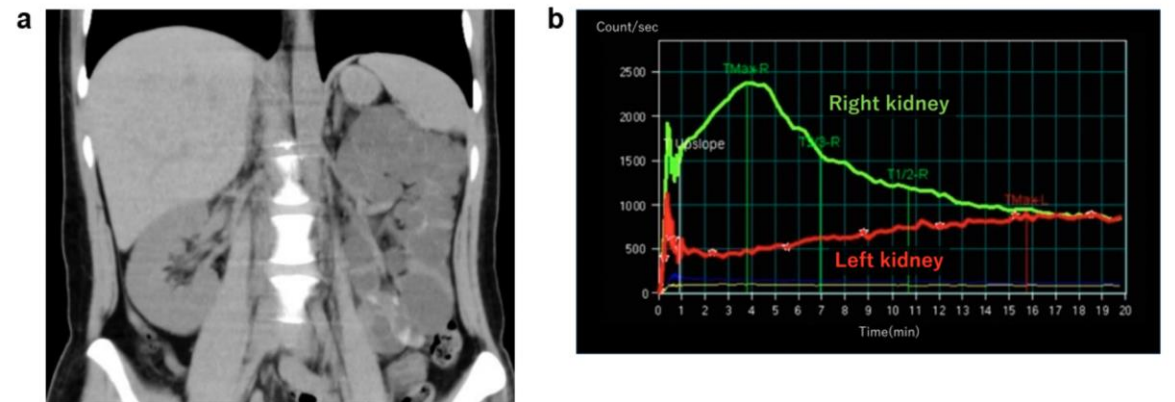 a
b
Count/sec
2500
TMax-R
Right kidney
2000
Upslope
T2/3-R
1500
T1/2-R
1000
TMax-L
500
Left kidney
0
0 1 2 3 4 5 6 7 8 9 10 11 12 13 14 15 16 17 18 19 20
Time(min)